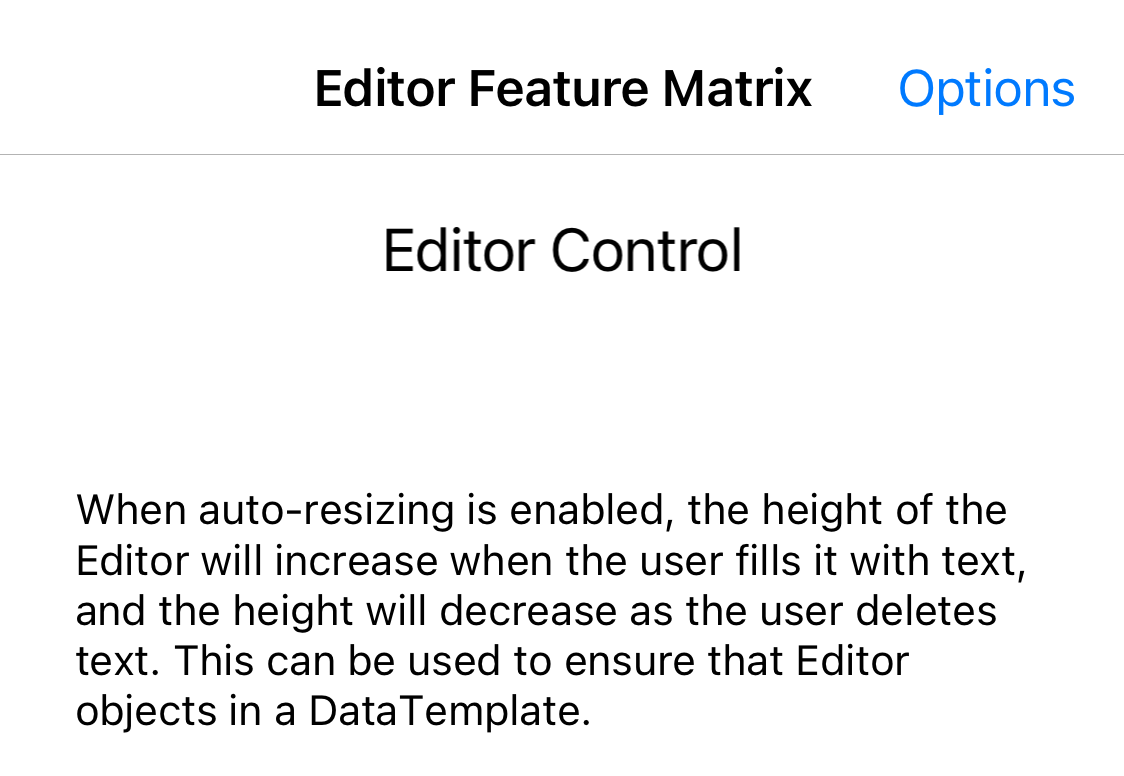 Editor Feature Matrix
Options
Editor Control
When auto-resizing is enabled, the height of the
Editor will increase when the user fills it with text,
and the height will decrease as the user deletes
text. This can be used to ensure that Editor
objects in a DataTemplate.